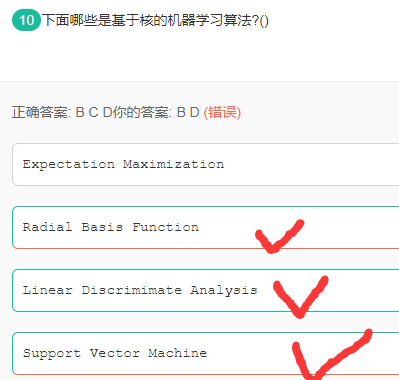 10 下面哪些是基于核的机器学习算法?()
正确答案: B C D你的答案: B D (错误)
Expectation Maximization
Radial Basis Function
Linear Discrimimate Analysis
Support Vector Machine